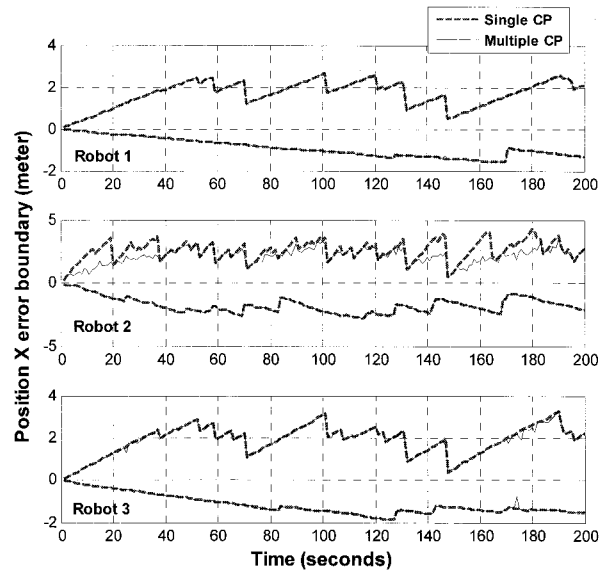 Single CP
Multiple CP
Position X error boundary (meter)
4
2
0
-2
Robot 1
0 20 40 60 80 100 120 140 160 180 200
5
0
-5
Robot 2
0 20 40 60 80 100 120 140 160 180 200
4
2
0
-2
Robot 3
0 20 40 60 80 100 120 140 160 180 200
Time (seconds)